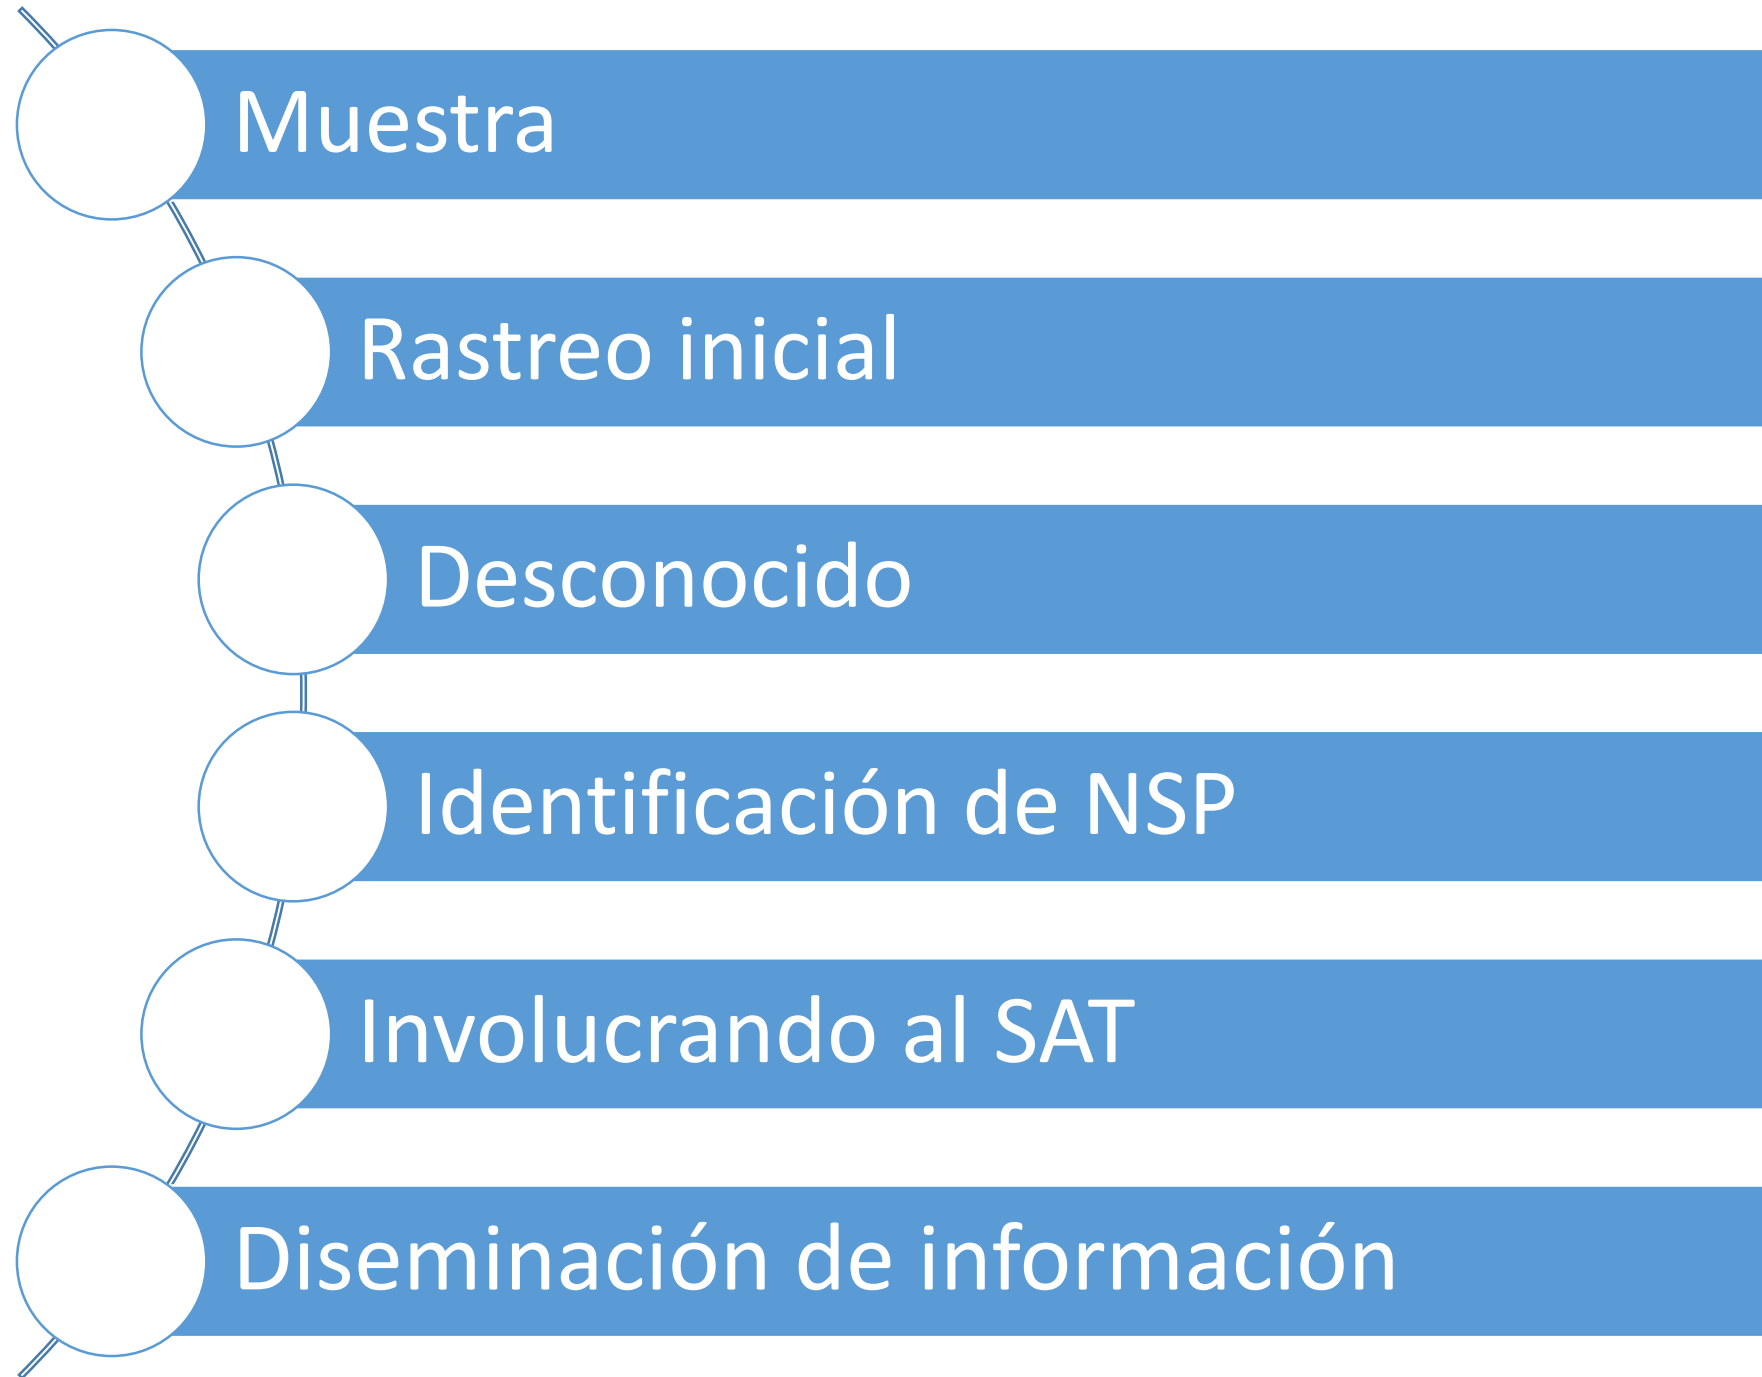 Muestra
Rastreo inicial
Desconocido
Identificación de NSP
Involucrando al SAT
Diseminación de información